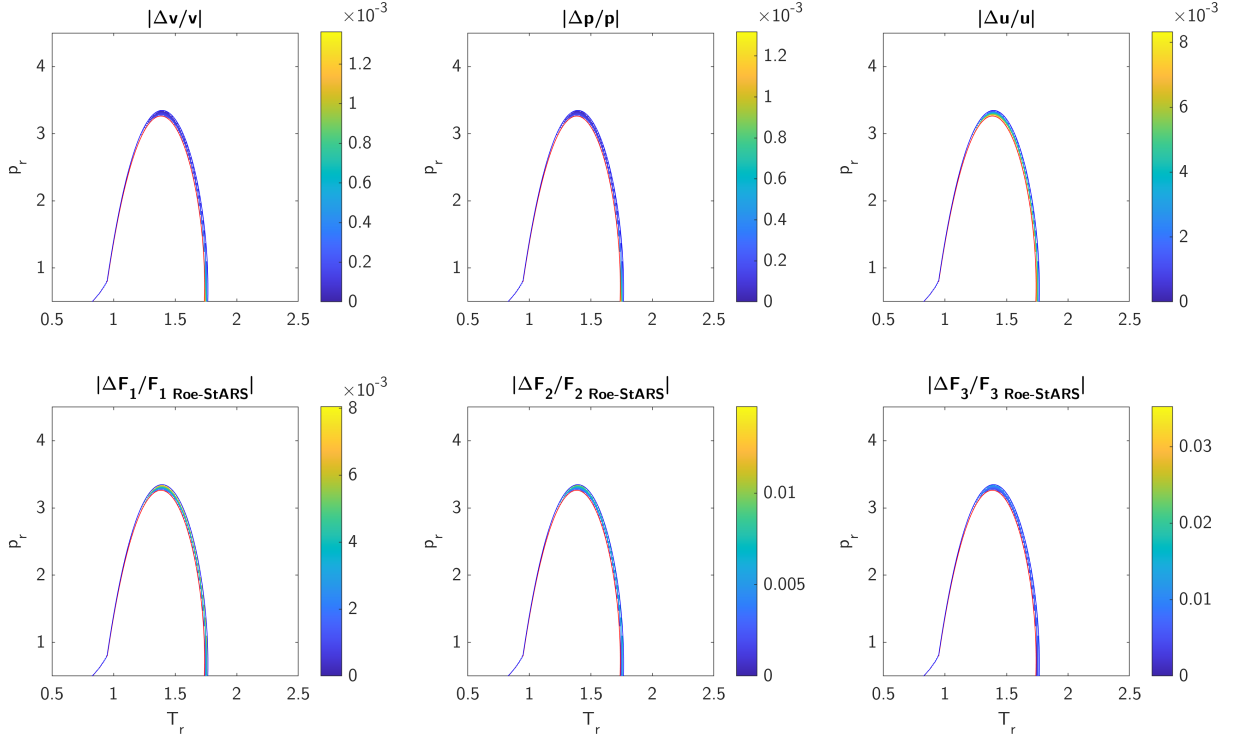 |Δv/v|
×10⁻³
4
3
2
1
p_r
0.5 1 1.5 2 2.5
1.2
1
0.8
0.6
0.4
0.2
0
|Δp/p|
×10⁻³
4
3
2
1
p_r
0.5 1 1.5 2 2.5
1.2
1
0.8
0.6
0.4
0.2
0
|Δu/u|
×10⁻³
4
3
2
1
p_r
0.5 1 1.5 2 2.5
8
6
4
2
0
|ΔF₁/F₁ Roe-StARS|
×10⁻³
4
3
2
1
p_r
0.5 1 1.5 2 2.5
T_r
8
6
4
2
0
|ΔF₂/F₂ Roe-StARS|
4
3
2
1
p_r
0.5 1 1.5 2 2.5
T_r
0.01
0.005
0
|ΔF₃/F₃ Roe-StARS|
4
3
2
1
p_r
0.5 1 1.5 2 2.5
T_r
0.03
0.02
0.01
0